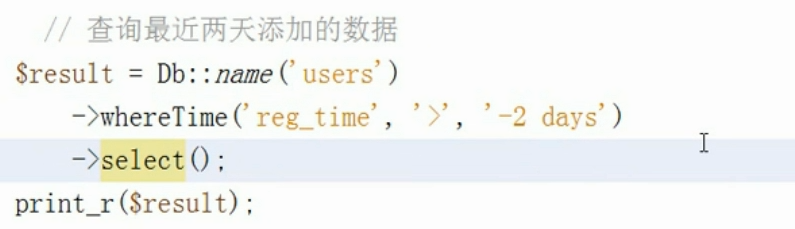 // 查询最近两天添加的数据
$result = Db::name('users')
->whereTime('reg_time', '>', '-2 days')
->select();
print_r($result);